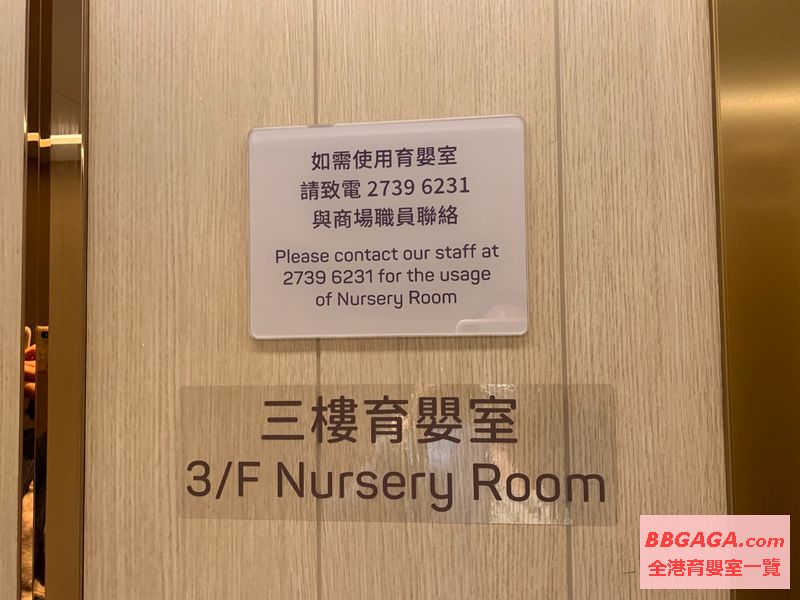 如需使用育嬰室
請致電 2739 6231
與商場職員聯絡
Please contact our staff at
2739 6231 for the usage
of Nursery Room
三樓育嬰室
3/F Nursery Room
BBGAGA.com
全港育嬰室一覽